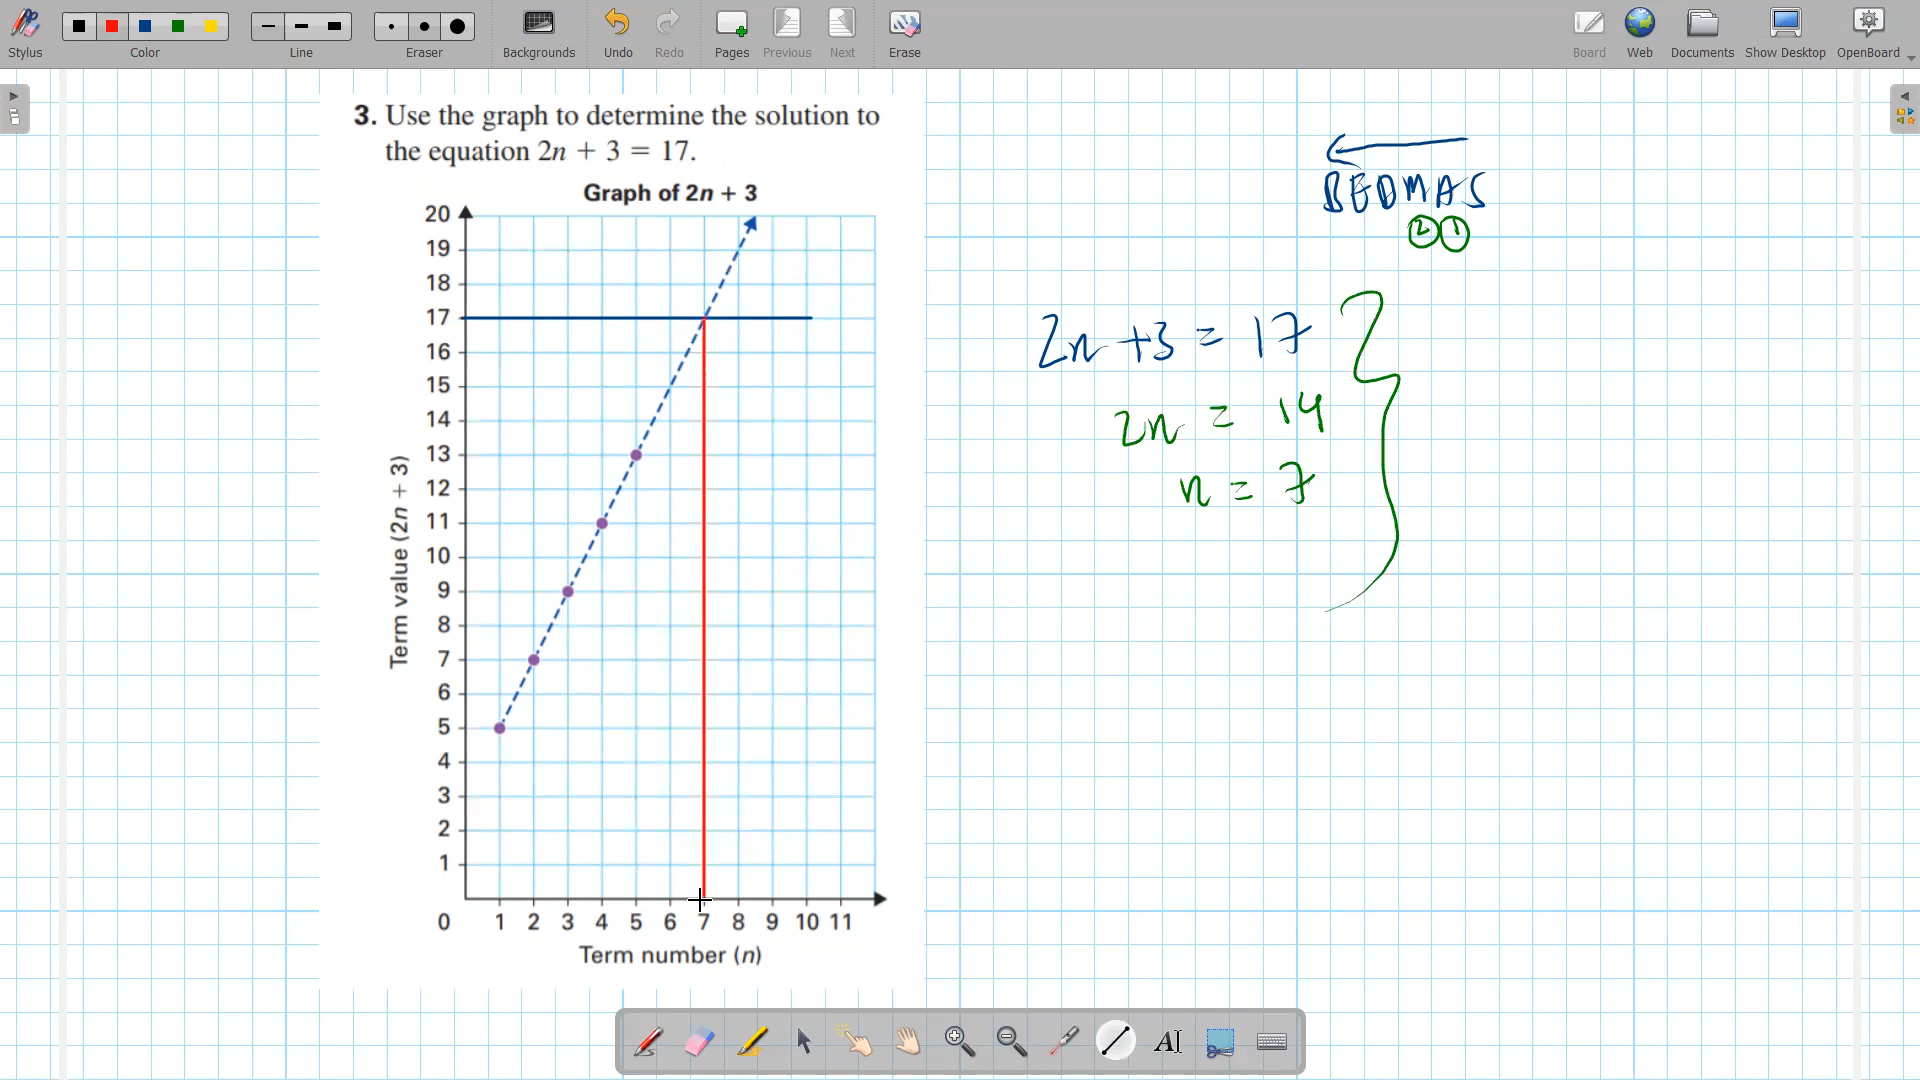 Stylus Color Line Eraser Backgrounds Undo Redo Pages Previous Next Erase Board Web Documents Show Desktop OpenBoard
3. Use the graph to determine the solution to
the equation 2n + 3 = 17.
Graph of 2n + 3
20
19
18
17
16
15
14
13
12
11
10
9
8
7
6
5
4
3
2
1
Term value (2n + 3)
0 1 2 3 4 5 6 7 8 9 10 11
Term number (n)
BEDMAS
② ①
2n + 3 = 17
2n = 14
n = 7
AI